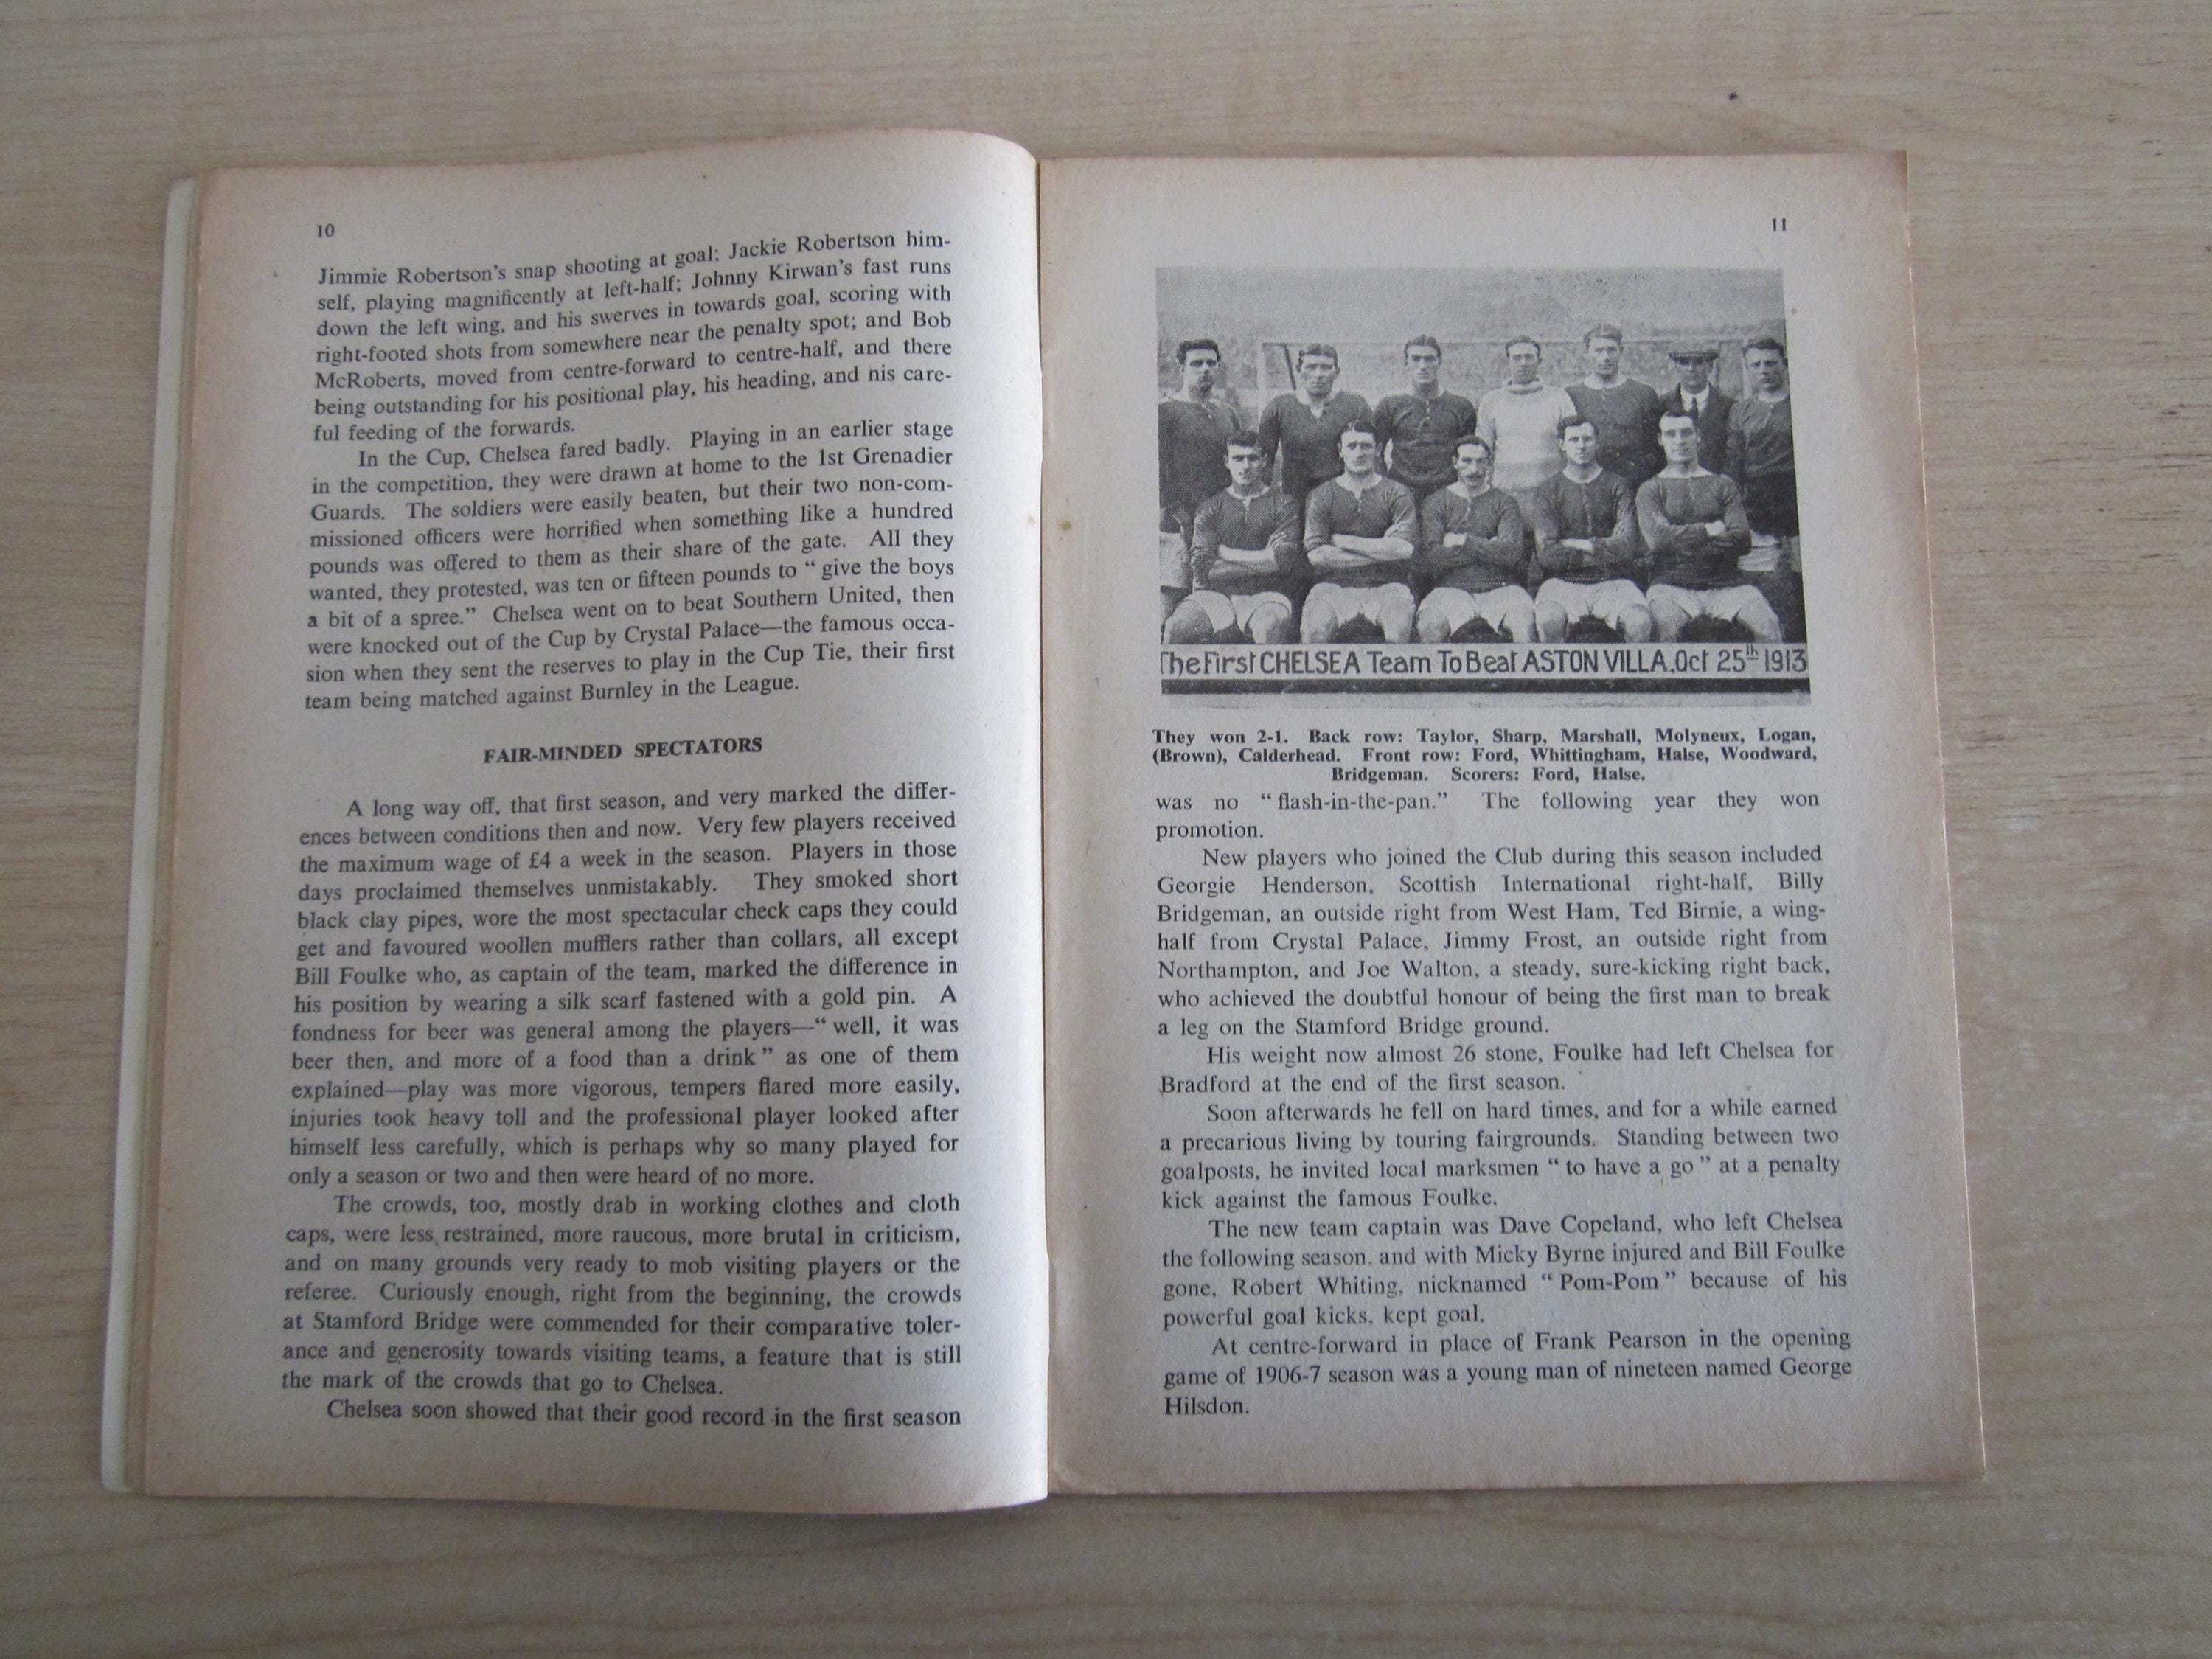 10
Jimmie Robertson's snap shooting at goal; Jackie Robertson him-
self, playing magnificently at left-half; Johnny Kirwan's fast runs
down the left wing, and his swerves in towards goal, scoring with
right-footed shots from somewhere near the penalty spot; and Bob
McRoberts, moved from centre-forward to centre-half, and there
being outstanding for his positional play, his heading, and his care-
ful feeding of the forwards.
In the Cup, Chelsea fared badly. Playing in an earlier stage
in the competition, they were drawn at home to the 1st Grenadier
Guards. The soldiers were easily beaten, but their two non-com-
missioned officers were horrified when something like a hundred
pounds was offered to them as their share of the gate. All they
wanted, they protested, was ten or fifteen pounds to "give the boys
a bit of a spree." Chelsea went on to beat Southern United, then
were knocked out of the Cup by Crystal Palace—the famous occa-
sion when they sent the reserves to play in the Cup Tie, their first
team being matched against Burnley in the League.
FAIR-MINDED SPECTATORS
A long way off, that first season, and very marked the differ-
ences between conditions then and now. Very few players received
the maximum wage of £4 a week in the season. Players in those
days proclaimed themselves unmistakably. They smoked short
black clay pipes, wore the most spectacular check caps they could
get and favoured woollen mufflers rather than collars, all except
Bill Foulke who, as captain of the team, marked the difference in
his position by wearing a silk scarf fastened with a gold pin. A
fondness for beer was general among the players—"well, it was
beer then, and more of a food than a drink" as one of them
explained—play was more vigorous, tempers flared more easily,
injuries took heavy toll and the professional player looked after
himself less carefully, which is perhaps why so many played for
only a season or two and then were heard of no more.
The crowds, too, mostly drab in working clothes and cloth
caps, were less restrained, more raucous, more brutal in criticism,
and on many grounds very ready to mob visiting players or the
referee. Curiously enough, right from the beginning, the crowds
at Stamford Bridge were commended for their comparative toler-
ance and generosity towards visiting teams, a feature that is still
the mark of the crowds that go to Chelsea.
Chelsea soon showed that their good record in the first season
11
The First CHELSEA Team To Beat ASTON VILLA. Oct 25th 1913
They won 2-1. Back row: Taylor, Sharp, Marshall, Molyneux, Logan,
(Brown), Calderhead. Front row: Ford, Whittingham, Halse, Woodward,
Bridgeman. Scorers: Ford, Halse.
was no "flash-in-the-pan." The following year they won
promotion.
New players who joined the Club during this season included
Georgie Henderson, Scottish International right-half, Billy
Bridgeman, an outside right from West Ham, Ted Birnie, a wing-
half from Crystal Palace, Jimmy Frost, an outside right from
Northampton, and Joe Walton, a steady, sure-kicking right back,
who achieved the doubtful honour of being the first man to break
a leg on the Stamford Bridge ground.
His weight now almost 26 stone, Foulke had left Chelsea for
Bradford at the end of the first season.
Soon afterwards he fell on hard times, and for a while earned
a precarious living by touring fairgrounds. Standing between two
goalposts, he invited local marksmen "to have a go" at a penalty
kick against the famous Foulke.
The new team captain was Dave Copeland, who left Chelsea
the following season. and with Micky Byrne injured and Bill Foulke
gone, Robert Whiting, nicknamed "Pom-Pom" because of his
powerful goal kicks, kept goal.
At centre-forward in place of Frank Pearson in the opening
game of 1906-7 season was a young man of nineteen named George
Hilsdon.